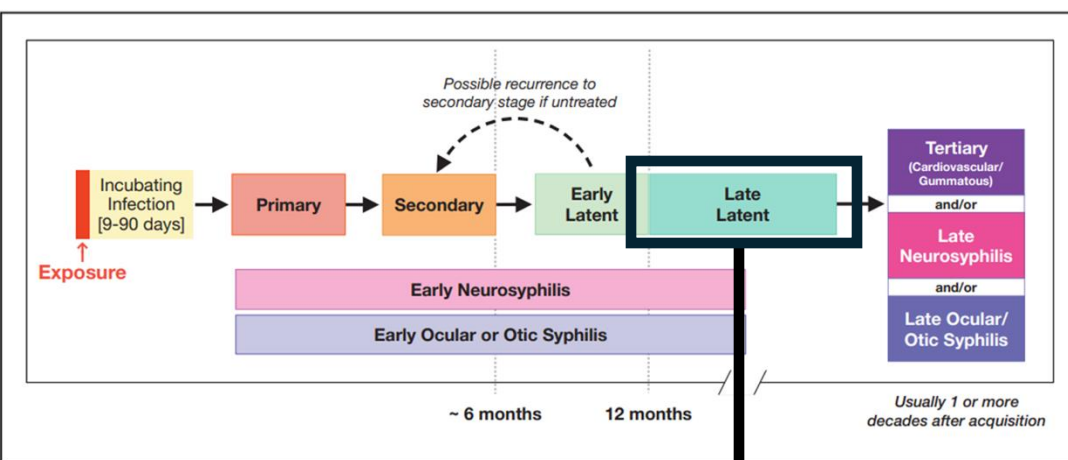 Possible recurrence to
secondary stage if untreated
Incubating
Infection
[9-90 days]
Primary
Secondary
Early
Latent
Late
Latent
Tertiary
(Cardiovascular/
Gummatous)
and/or
Late
Neurosyphilis
and/or
Late Ocular/
Otic Syphilis
Exposure
Early Neurosyphilis
Early Ocular or Otic Syphilis
~ 6 months
12 months
Usually 1 or more
decades after acquisition